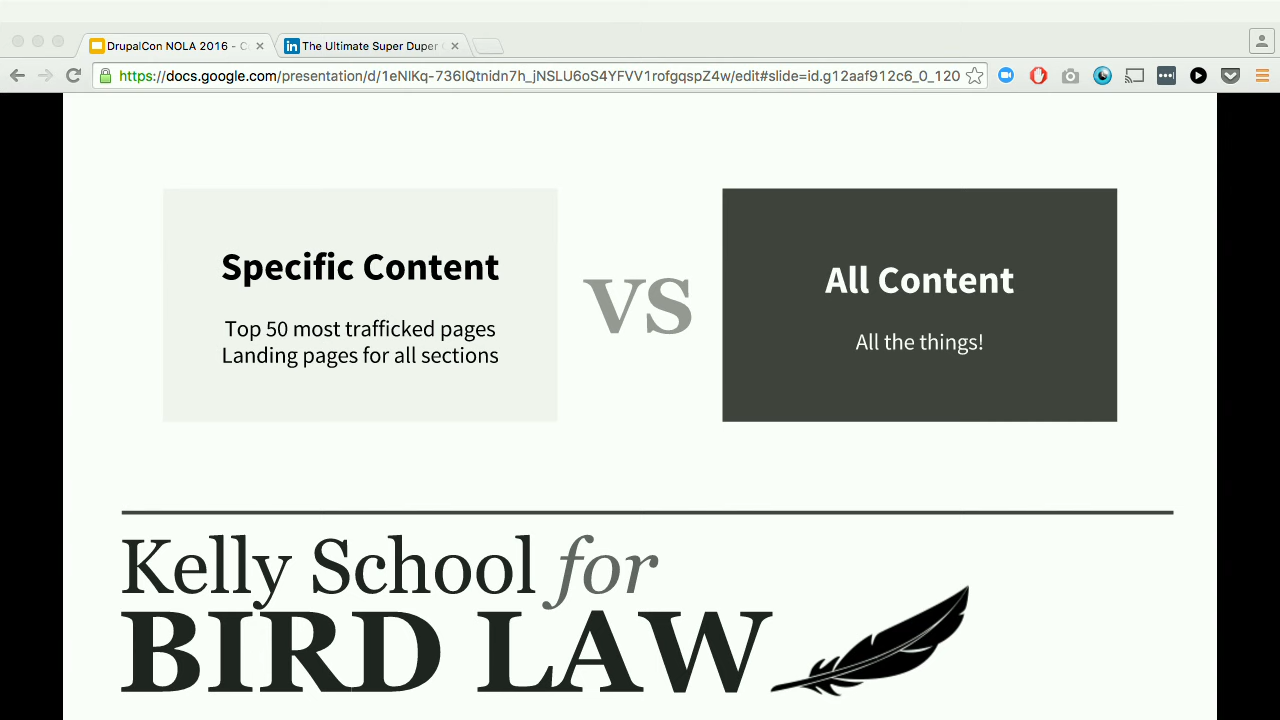 DrupalCon NOLA 2016 - C
in The Ultimate Super Duper
https://docs.google.com/presentation/d/1eNlKq-736IQtnidn7h_jNSLU6oS4YFVV1rofgqspZ4w/edit#slide=id.g12aaf912c6_0_120
Specific Content
Top 50 most trafficked pages
Landing pages for all sections
vs
All Content
All the things!
Kelly School for
BIRD LAW